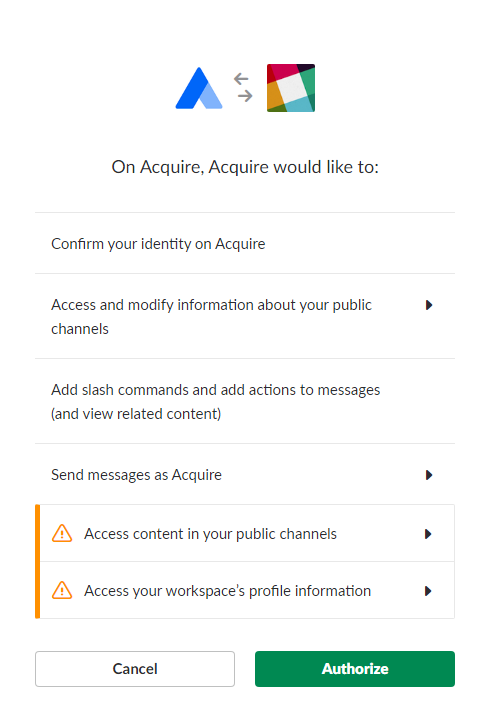 On Acquire, Acquire would like to:
Confirm your identity on Acquire
Access and modify information about your public
channels
Add slash commands and add actions to messages
(and view related content)
Send messages as Acquire
Access content in your public channels
Access your workspace’s profile information
Cancel
Authorize